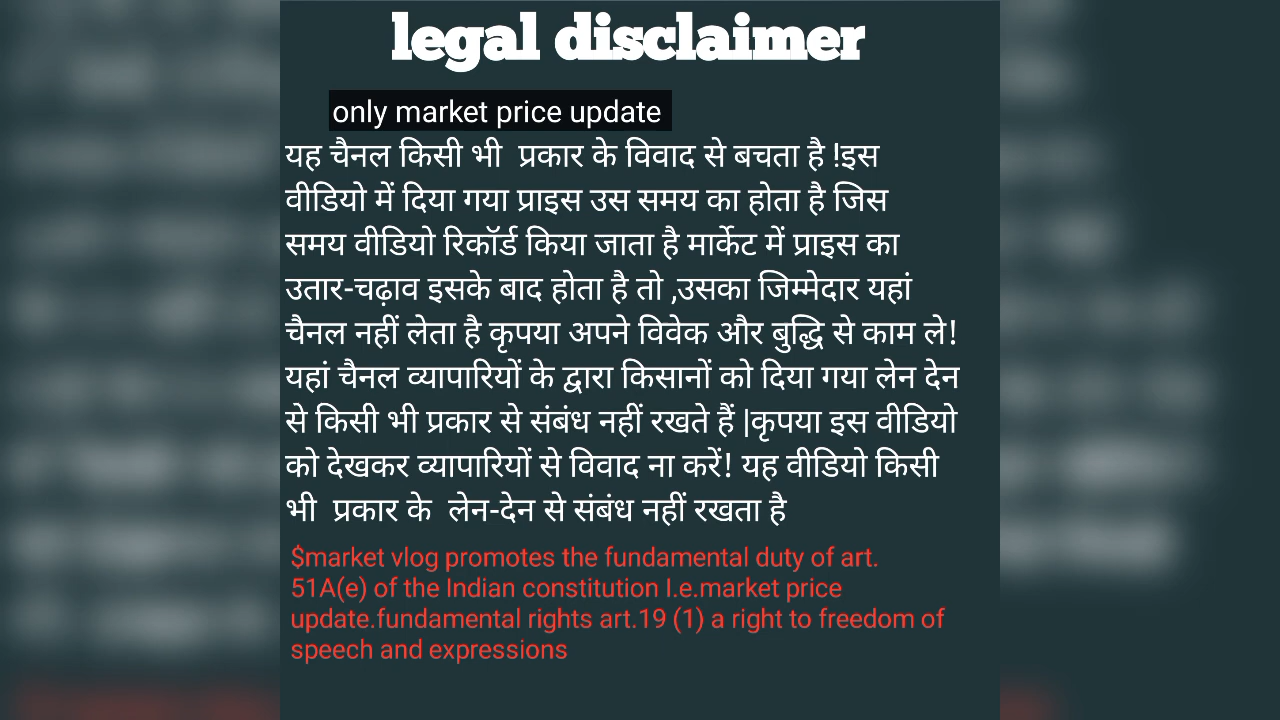 legal disclaimer
only market price update
यह चैनल किसी भी  प्रकार के विवाद से बचता है !इस
वीडियो में दिया गया प्राइस उस समय का होता है जिस
समय वीडियो रिकॉर्ड किया जाता है मार्केट में प्राइस का
उतार-चढ़ाव इसके बाद होता है तो ,उसका जिम्मेदार यहां
चैनल नहीं लेता है कृपया अपने विवेक और बुद्धि से काम ले!
यहां चैनल व्यापारियों के द्वारा किसानों को दिया गया लेन देन
से किसी भी प्रकार से संबंध नहीं रखते हैं |कृपया इस वीडियो
को देखकर व्यापारियों से विवाद ना करें! यह वीडियो किसी
भी  प्रकार के  लेन-देन से संबंध नहीं रखता है
$market vlog promotes the fundamental duty of art.
51A(e) of the Indian constitution I.e.market price
update.fundamental rights art.19 (1) a right to freedom of
speech and expressions